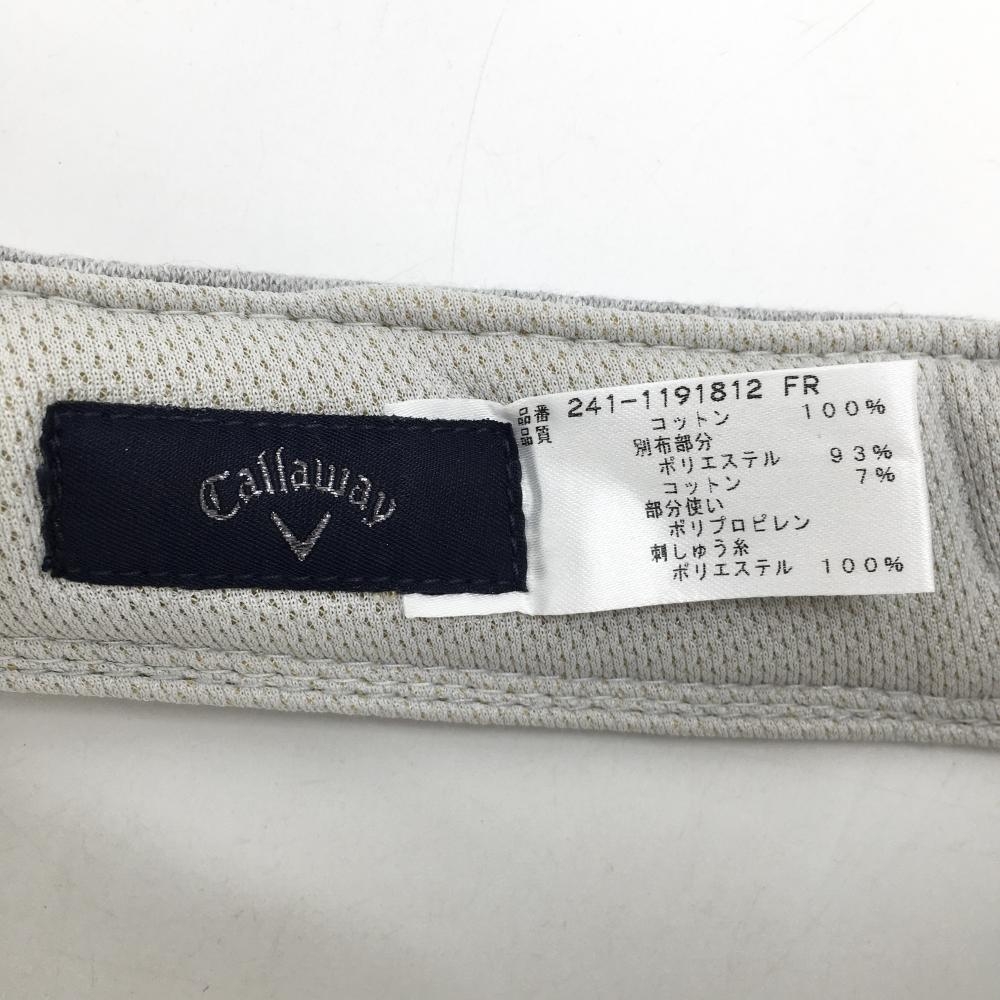 Callaway
品番 241-1191812 FR
品質 コットン 100%
別布部分
ポリエステル 93%
コットン 7%
部分使い
ポリプロピレン
刺しゅう糸
ポリエステル 100%